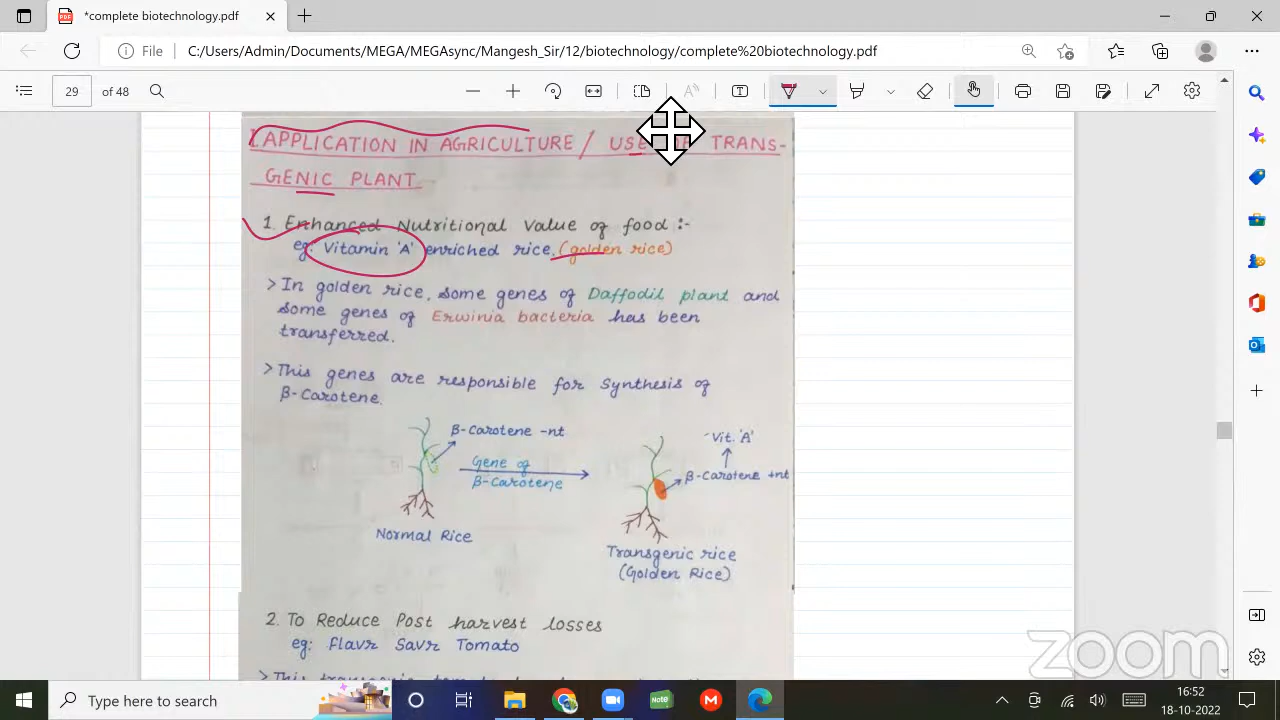 *complete biotechnology.pdf
File
C:/Users/Admin/Documents/MEGA/MEGAsync/Mangesh_Sir/12/biotechnology/complete%20biotechnology.pdf
29 of 48
APPLICATION IN AGRICULTURE / USE TRANS-
GENIC PLANT
1. Enhanced Nutritional Value of food :-
eg: Vitamin 'A' enriched rice. (golden rice)
> In golden rice, some genes of Daffodil plant and
some genes of Erwinia bacteria has been
transferred.
> This genes are responsible for synthesis of
β-Carotene.
β-Carotene -nt
Gene of
β-Carotene
Normal Rice
Vit. 'A'
β-Carotene +nt
Transgenic rice
(Golden Rice)
2. To Reduce Post harvest losses
eg: Flavr Savr Tomato
zoom
Type here to search
Note
16:52
18-10-2022